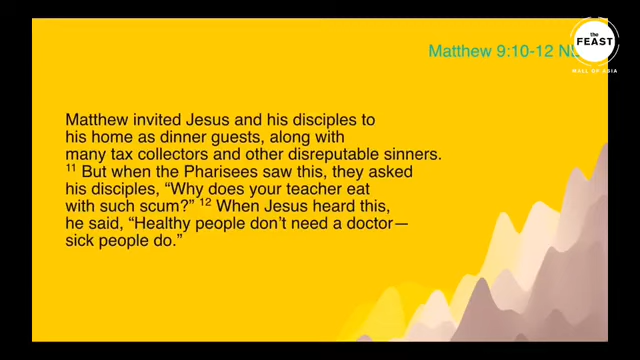 Matthew 9:10-12
the
FEAST
MALL OF ASIA
Matthew invited Jesus and his disciples to
his home as dinner guests, along with
many tax collectors and other disreputable sinners.
11 But when the Pharisees saw this, they asked
his disciples, “Why does your teacher eat
with such scum?” 12 When Jesus heard this,
he said, “Healthy people don’t need a doctor—
sick people do.”